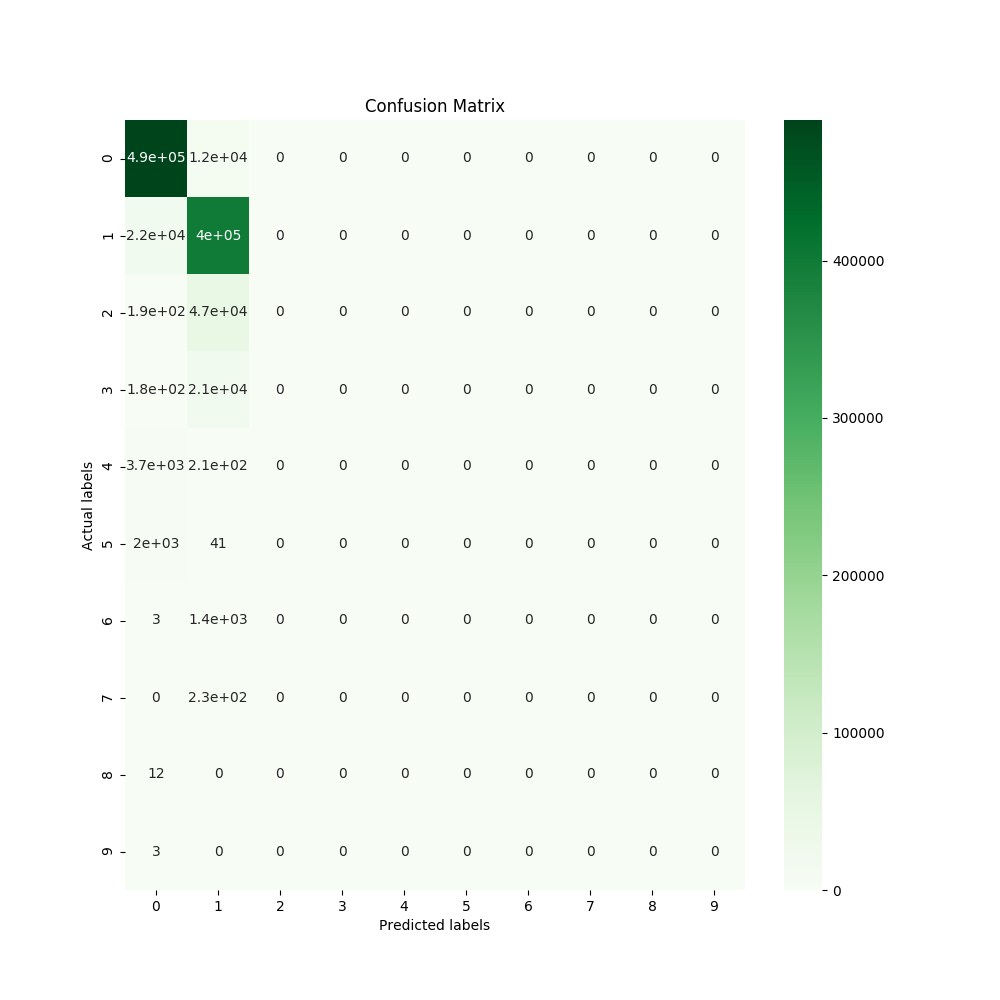 Confusion Matrix
0 4.9e+05 1.2e+04 0 0 0 0 0 0 0 0
1 2.2e+04 4e+05 0 0 0 0 0 0 0 0
2 1.9e+02 4.7e+04 0 0 0 0 0 0 0 0
3 1.8e+02 2.1e+04 0 0 0 0 0 0 0 0
4 3.7e+03 2.1e+02 0 0 0 0 0 0 0 0
5 2e+03 41 0 0 0 0 0 0 0 0
6 3 1.4e+03 0 0 0 0 0 0 0 0
7 0 2.3e+02 0 0 0 0 0 0 0 0
8 12 0 0 0 0 0 0 0 0 0
9 3 0 0 0 0 0 0 0 0 0
0 1 2 3 4 5 6 7 8 9
Predicted labels
Actual labels
400000
300000
200000
100000
0